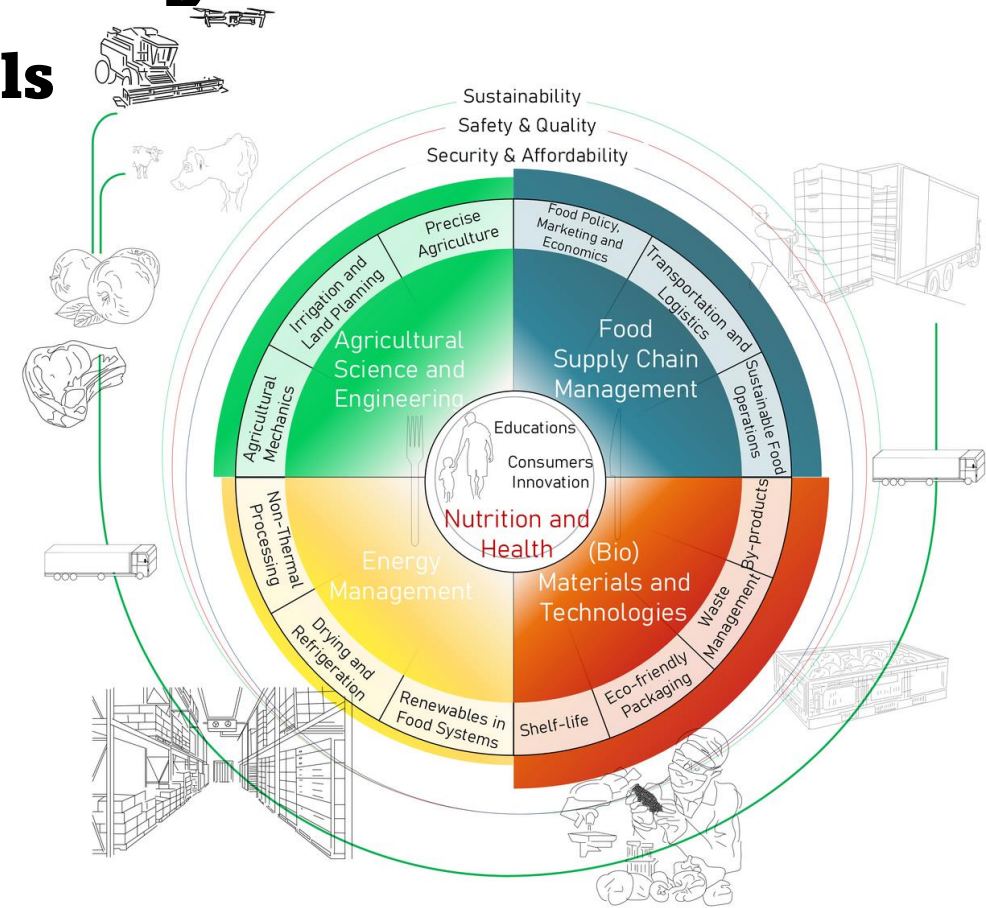 ls
Sustainability
Safety & Quality
Security & Affordability
Precise
Agriculture
Irrigation and
Land Planning
Agricultural
Mechanics
Agricultural
Science and
Engineering
Food Policy,
Marketing and
Economics
Transportation and
Logistics
Sustainable Food
Operations
Food
Supply Chain
Management
Educations
Consumers
Innovation
Nutrition and
Health
Non-Thermal
Processing
Drying and
Refrigeration
Renewables in
Food Systems
Energy
Management
(Bio)
Materials and
Technologies
By-products
Waste
Management
Eco-friendly
Packaging
Shelf-life